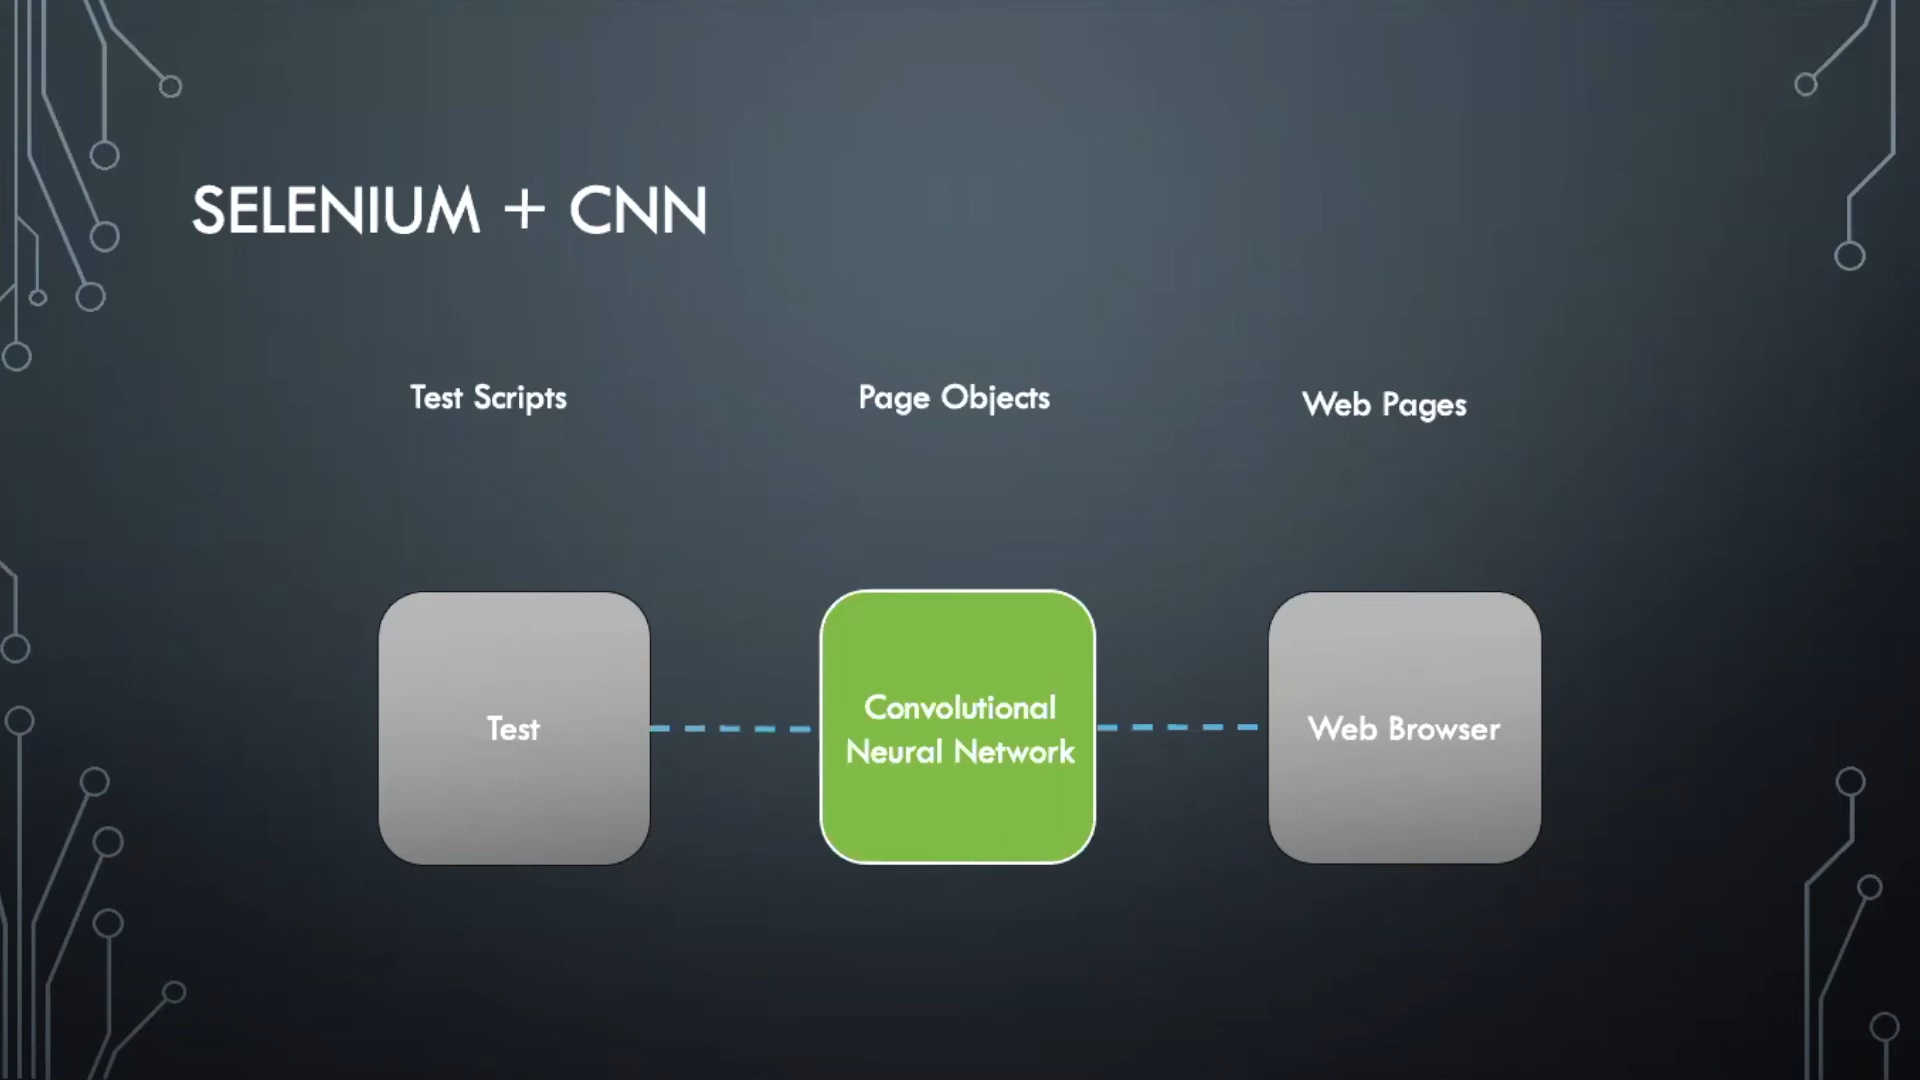 SELENIUM + CNN
Test Scripts
Page Objects
Web Pages
Test
Convolutional
Neural Network
Web Browser